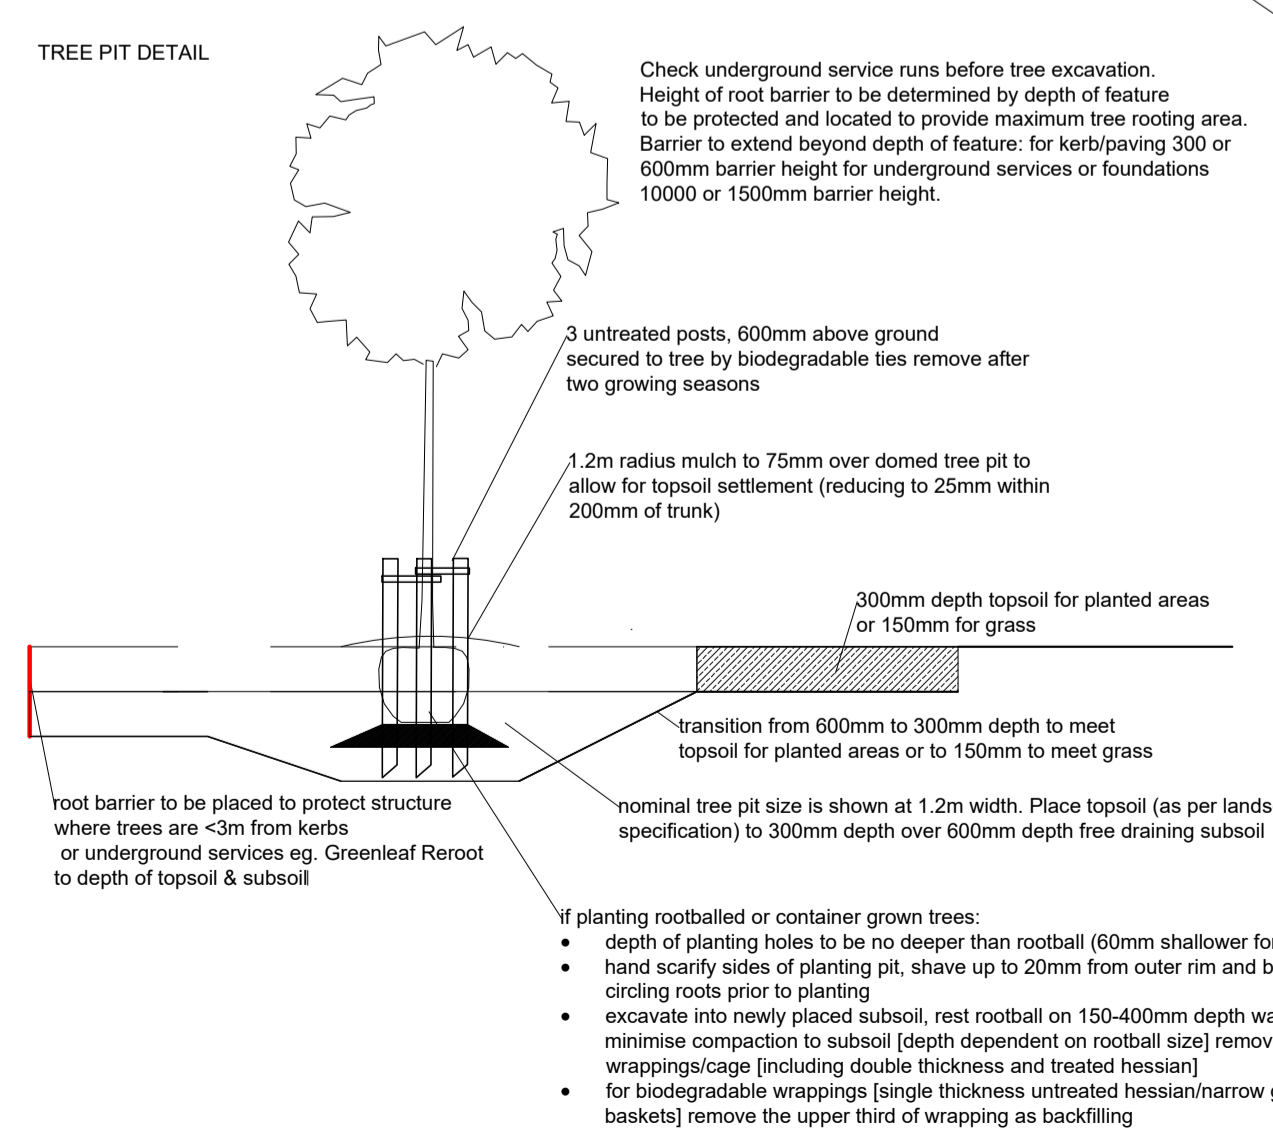 TREE PIT DETAIL
Check underground service runs before tree excavation.
Height of root barrier to be determined by depth of feature
to be protected and located to provide maximum tree rooting area.
Barrier to extend beyond depth of feature: for kerb/paving 300 or
600mm barrier height for underground services or foundations
10000 or 1500mm barrier height.
3 untreated posts, 600mm above ground
secured to tree by biodegradable ties remove after
two growing seasons
1.2m radius mulch to 75mm over domed tree pit to
allow for topsoil settlement (reducing to 25mm within
200mm of trunk)
300mm depth topsoil for planted areas
or 150mm for grass
transition from 600mm to 300mm depth to meet
topsoil for planted areas or to 150mm to meet grass
nominal tree pit size is shown at 1.2m width. Place topsoil (as per lands
specification) to 300mm depth over 600mm depth free draining subsoil
root barrier to be placed to protect structure
where trees are <3m from kerbs
or underground services eg. Greenleaf Reroot
to depth of topsoil & subsoil
if planting rootballed or container grown trees:
• depth of planting holes to be no deeper than rootball (60mm shallower for
• hand scarify sides of planting pit, shave up to 20mm from outer rim and b
circling roots prior to planting
• excavate into newly placed subsoil, rest rootball on 150-400mm depth wa
minimise compaction to subsoil [depth dependent on rootball size] remov
wrappings/cage [including double thickness and treated hessian]
• for biodegradable wrappings [single thickness untreated hessian/narrow g
baskets] remove the upper third of wrapping as backfilling